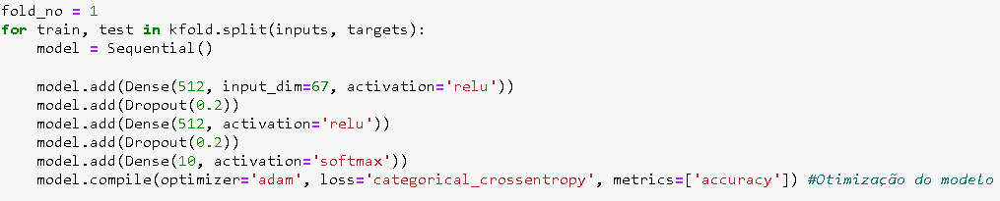 fold_no = 1
for train, test in kfold.split(inputs, targets):
    model = Sequential()
    model.add(Dense(512, input_dim=67, activation='relu'))
    model.add(Dropout(0.2))
    model.add(Dense(512, activation='relu'))
    model.add(Dropout(0.2))
    model.add(Dense(10, activation='softmax'))
    model.compile(optimizer='adam', loss='categorical_crossentropy', metrics=['accuracy']) #Otimização do modelo